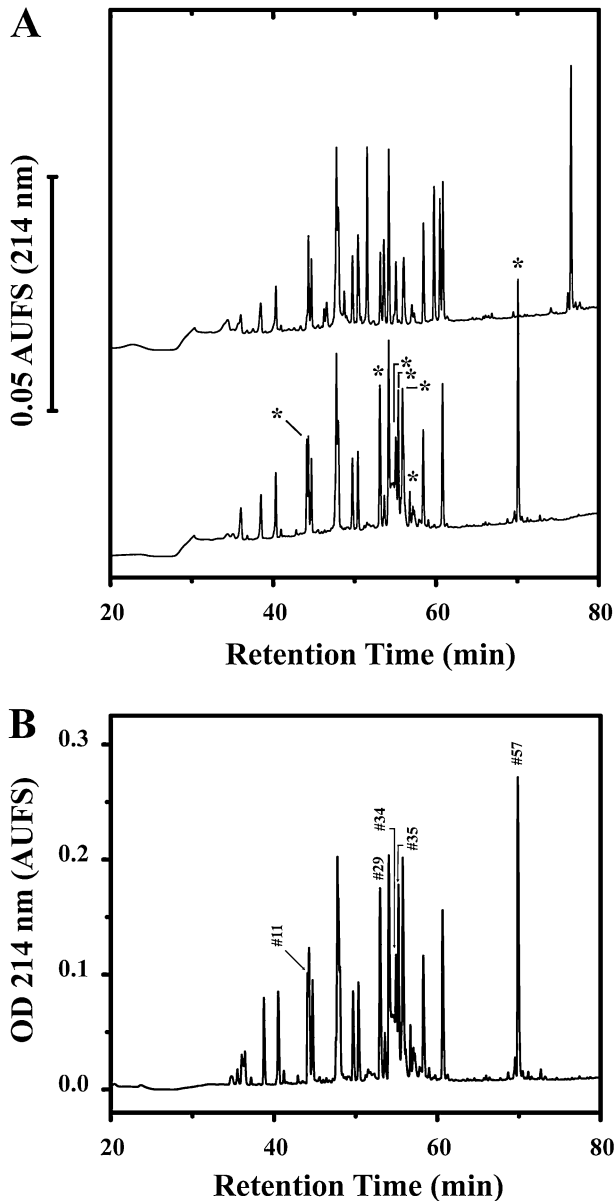 A
0.05 AUFS (214 nm)
*
*
*
*
*
*
*
20 40 60 80
Retention Time (min)
B
OD 214 nm (AUFS)
0.3
0.2
0.1
0.0
#11
#29
#34
#35
#57
20 40 60 80
Retention Time (min)